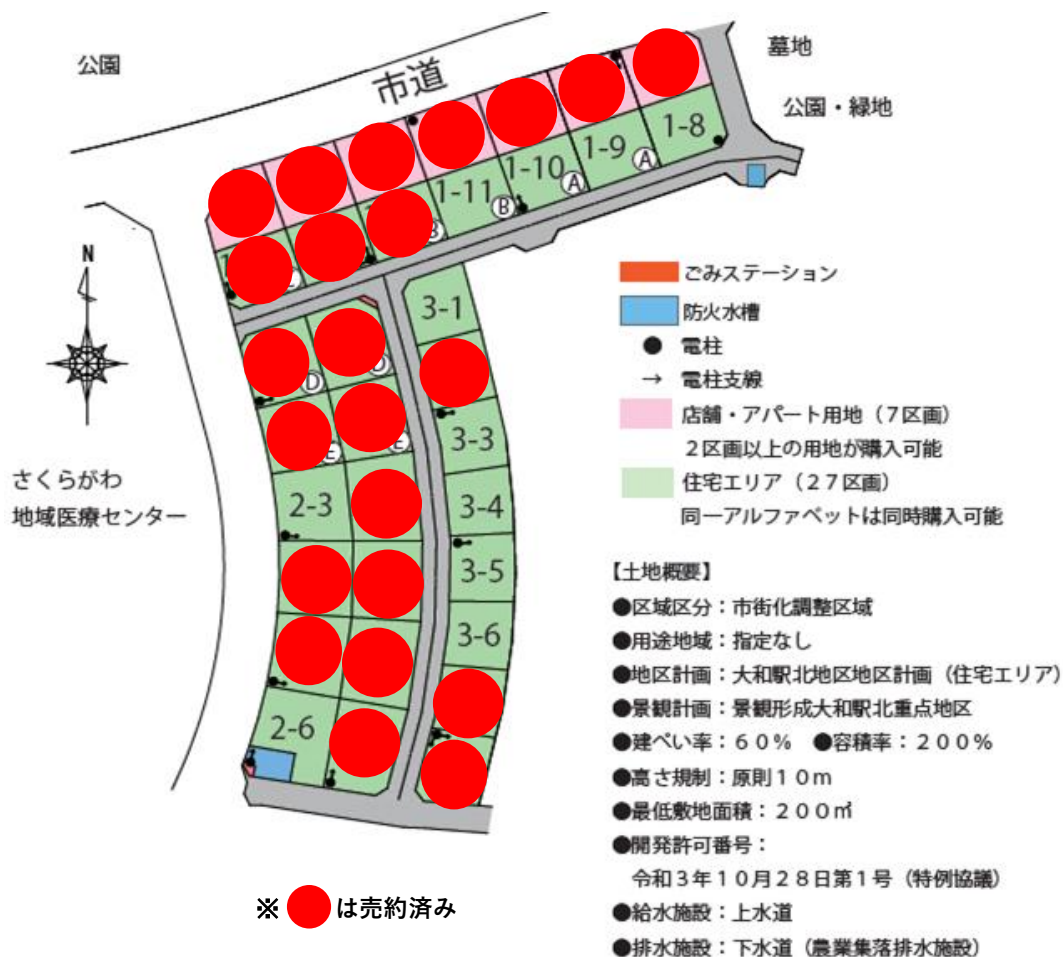 公園
市道
墓地
公園・緑地
1-8
1-9
A
1-10
A
1-11
B
N
3-1
D
D
E
3-3
2-3
3-4
3-5
3-6
2-6
さくらがわ
地域医療センター
ごみステーション
防火水槽
電柱
電柱支線
店舗・アパート用地(7区画)
2区画以上の用地が購入可能
住宅エリア(27区画)
同一アルファベットは同時購入可能
【土地概要】
●区域区分:市街化調整区域
●用途地域:指定なし
●地区計画:大和駅北地区地区計画(住宅エリア)
●景観計画:景観形成大和駅北重点地区
●建ぺい率:60% ●容積率:200%
●高さ規制:原則10m
●最低敷地面積:200㎡
●開発許可番号:
令和3年10月28日第1号(特例協議)
●給水施設:上水道
●排水施設:下水道(農業集落排水施設)
※ は売約済み